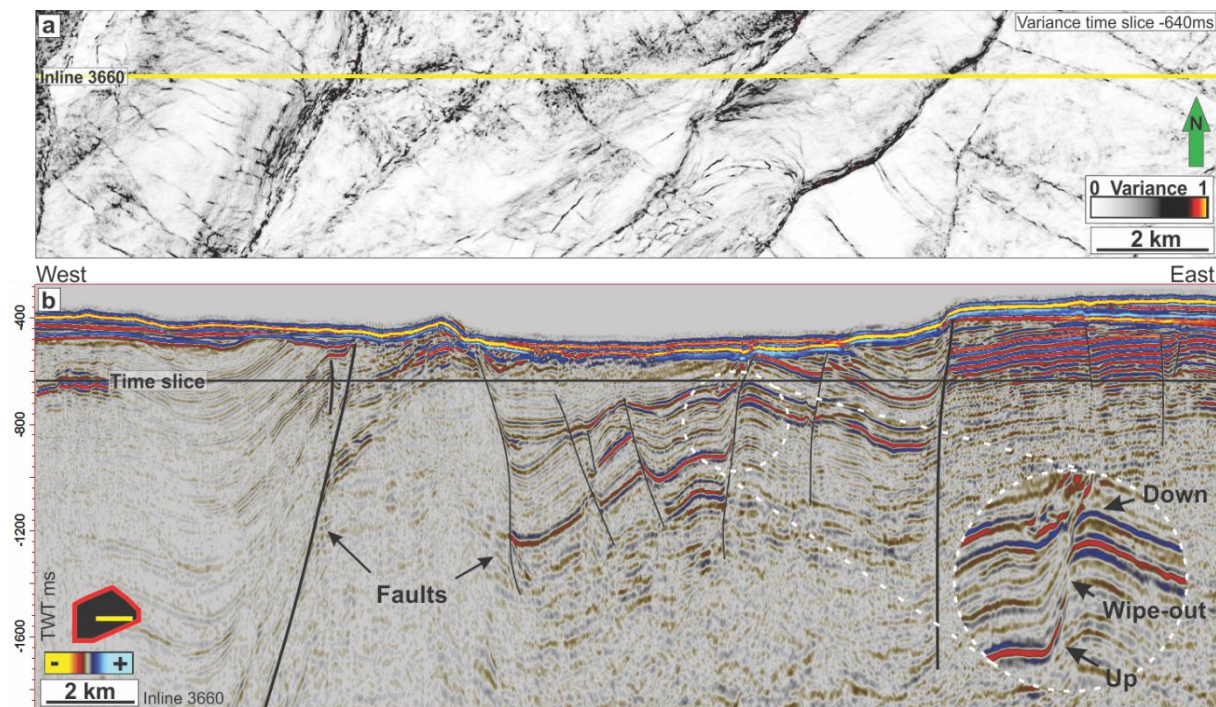 a
Variance time slice -640ms
Inline 3660
N
0 Variance 1
2 km
West
East
b
-400
Time slice
-800
-1200
Down
Faults
Wipe-out
TWT ms
Up
-1600
- +
2 km
Inline 3660